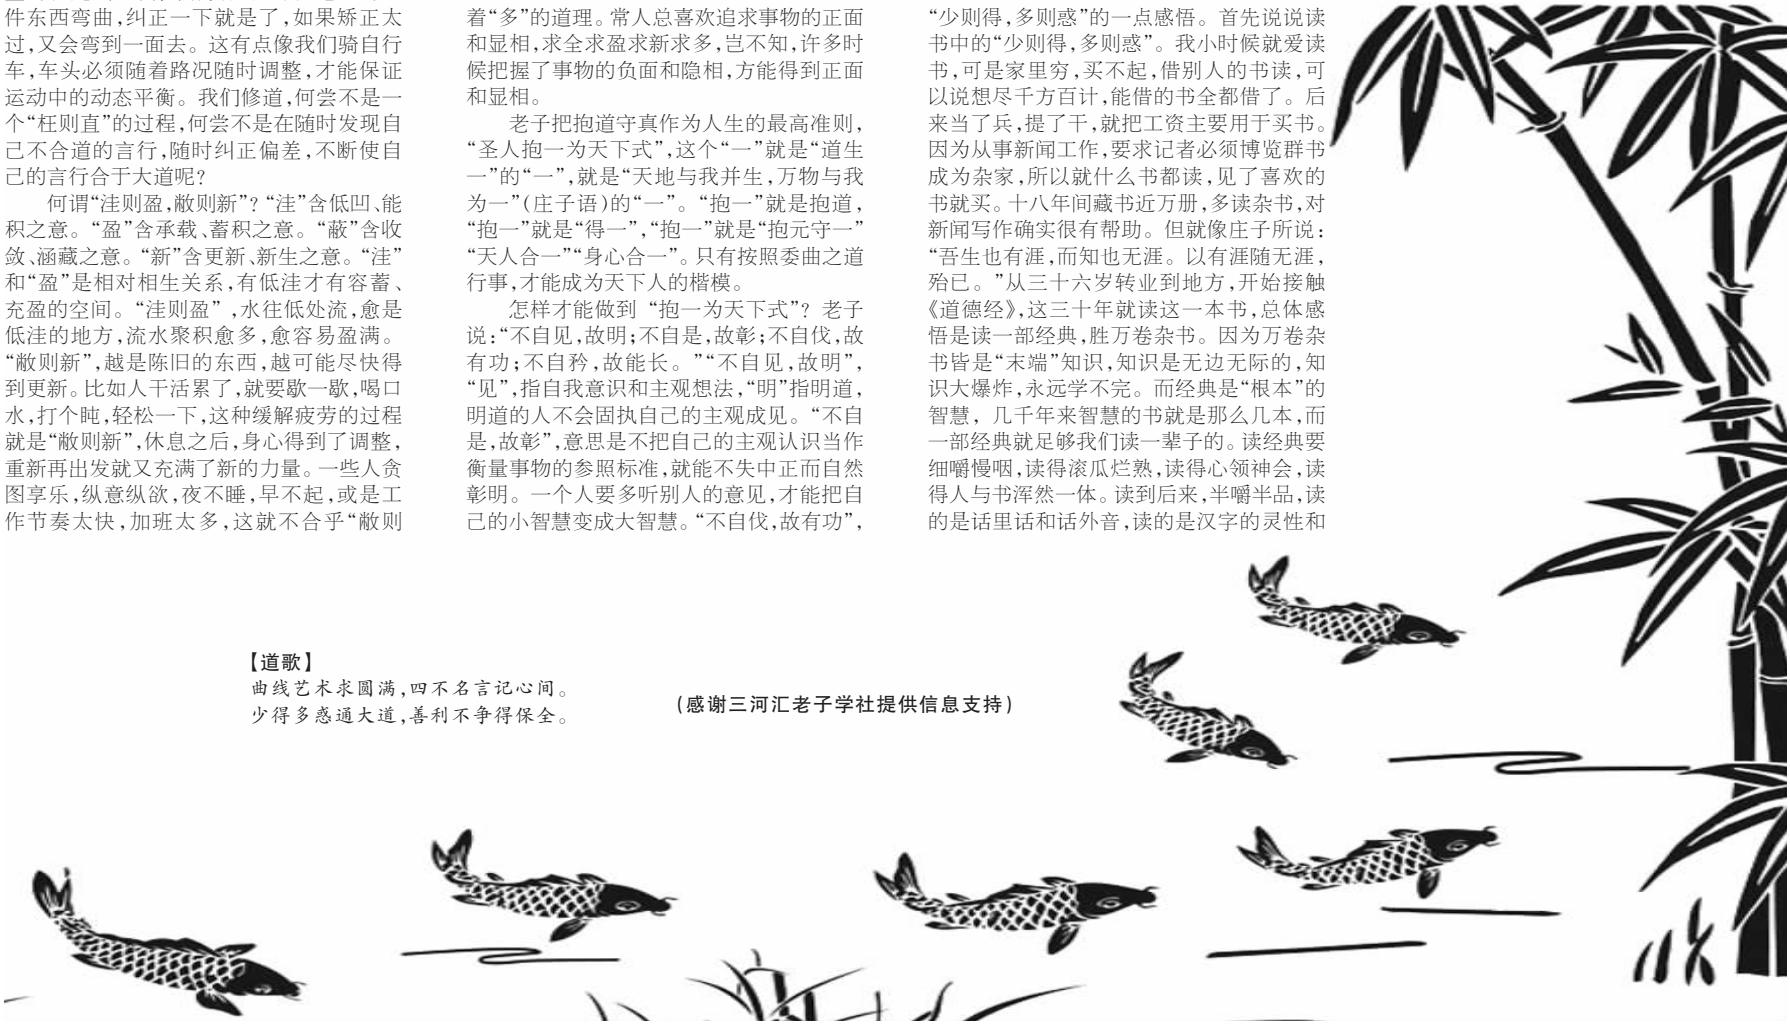 件东西弯曲,纠正一下就是了,如果矫正太
过,又会弯到一面去。这有点像我们骑自行
车,车头必须随着路况随时调整,才能保证
运动中的动态平衡。我们修道,何尝不是一
个“枉则直”的过程,何尝不是在随时发现自
己不合道的言行,随时纠正偏差,不断使自
己的言行合于大道呢?
何谓“洼则盈,敝则新”?“洼”含低凹、能
积之意。“盈”含承载、蓄积之意。“蔽”含收
敛、涵藏之意。“新”含更新、新生之意。“洼”
和“盈”是相对相生关系,有低洼才有容蓄、
充盈的空间。“洼则盈”,水往低处流,愈是
低洼的地方,流水聚积愈多,愈容易盈满。
“敝则新”,越是陈旧的东西,越可能尽快得
到更新。比如人干活累了,就要歇一歇,喝口
水,打个盹,轻松一下,这种缓解疲劳的过程
就是“敝则新”,休息之后,身心得到了调整,
重新再出发就又充满了新的力量。一些人贪
图享乐,纵意纵欲,夜不睡,早不起,或是工
作节奏太快,加班太多,这就不合乎“敝则
着“多”的道理。常人总喜欢追求事物的正面
和显相,求全求盈求新求多,岂不知,许多时
候把握了事物的负面和隐相,方能得到正面
和显相。
老子把抱道守真作为人生的最高准则,
“圣人抱一为天下式”,这个“一”就是“道生
一”的“一”,就是“天地与我并生,万物与我
为一”(庄子语)的“一”。“抱一”就是抱道,
“抱一”就是“得一”,“抱一”就是“抱元守一”
“天人合一”“身心合一”。只有按照委曲之道
行事,才能成为天下人的楷模。
怎样才能做到 “抱一为天下式”? 老子
说:“不自见,故明;不自是,故彰;不自伐,故
有功;不自矜,故能长。”“不自见,故明”,
“见”,指自我意识和主观想法,“明”指明道,
明道的人不会固执自己的主观成见。“不自
是,故彰”,意思是不把自己的主观认识当作
衡量事物的参照标准,就能不失中正而自然
彰明。一个人要多听别人的意见,才能把自
己的小智慧变成大智慧。“不自伐,故有功”,
“少则得,多则惑”的一点感悟。首先说说读
书中的“少则得,多则惑”。我小时候就爱读
书,可是家里穷,买不起,借别人的书读,可
以说想尽千方百计,能借的书全都借了。后
来当了兵,提了干,就把工资主要用于买书。
因为从事新闻工作,要求记者必须博览群书
成为杂家,所以就什么书都读,见了喜欢的
书就买。十八年间藏书近万册,多读杂书,对
新闻写作确实很有帮助。但就像庄子所说:
“吾生也有涯,而知也无涯。以有涯随无涯,
殆已。”从三十六岁转业到地方,开始接触
《道德经》,这三十年就读这一本书,总体感
悟是读一部经典,胜万卷杂书。因为万卷杂
书皆是“末端”知识,知识是无边无际的,知
识大爆炸,永远学不完。而经典是“根本”的
智慧,几千年来智慧的书就是那么几本,而
一部经典就足够我们读一辈子的。读经典要
细嚼慢咽,读得滚瓜烂熟,读得心领神会,读
得人与书浑然一体。读到后来,半嚼半品,读
的是话里话和话外音,读的是汉字的灵性和
【道歌】
曲线艺术求圆满,四不名言记心间。
少得多惑通大道,善利不争得保全。
(感谢三河汇老子学社提供信息支持)